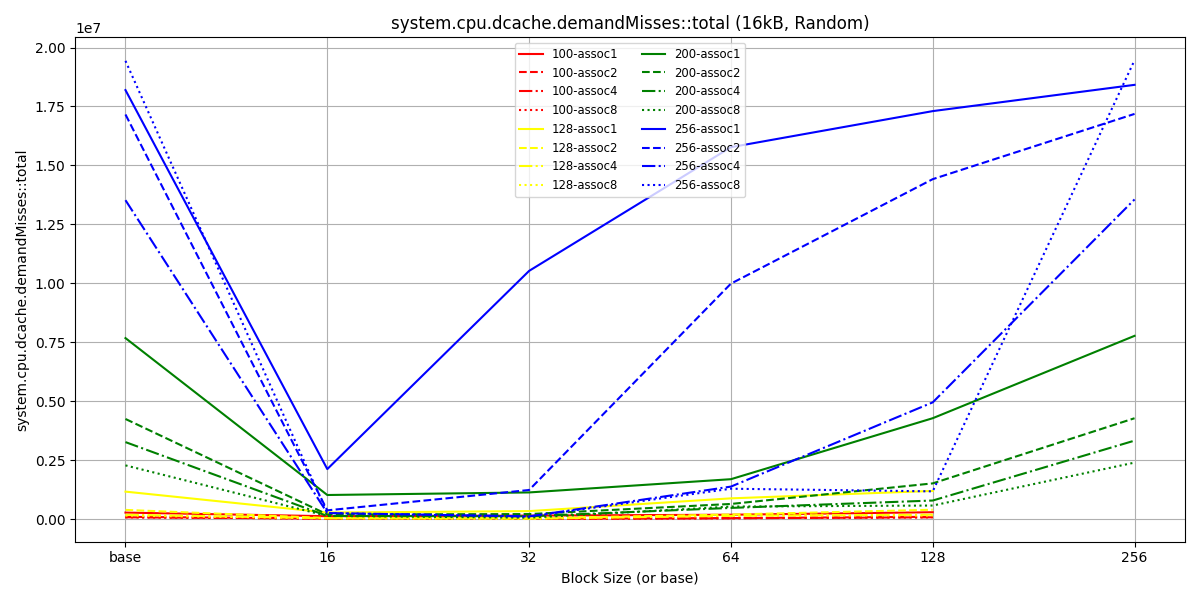 system.cpu.dcache.demandMisses::total (16kB, Random)
1e7
2.00
1.75
1.50
1.25
1.00
0.75
0.50
0.25
0.00
system.cpu.dcache.demandMisses::total
100-assoc1
100-assoc2
100-assoc4
100-assoc8
128-assoc1
128-assoc2
128-assoc4
128-assoc8
200-assoc1
200-assoc2
200-assoc4
200-assoc8
256-assoc1
256-assoc2
256-assoc4
256-assoc8
base 16 32 64 128 256
Block Size (or base)